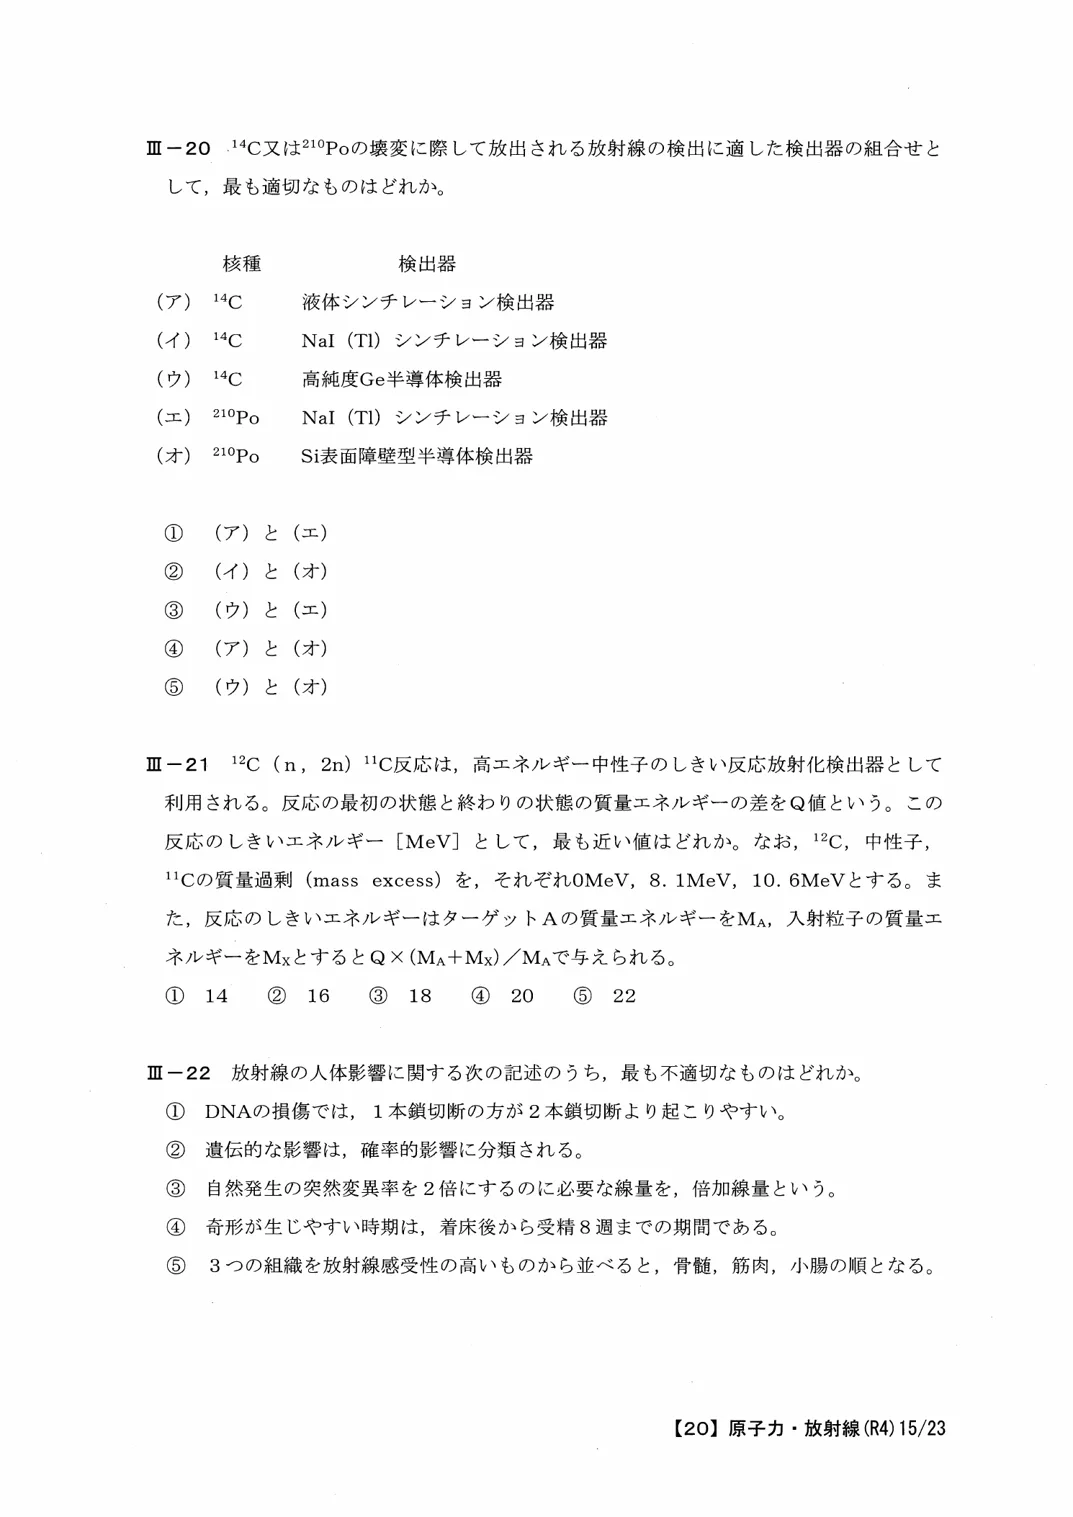 Ⅲ－20 ¹⁴C又は²¹⁰Poの壊変に際して放出される放射線の検出に適した検出器の組合せと
して，最も適切なものはどれか。
核種 検出器
（ア） ¹⁴C 液体シンチレーション検出器
（イ） ¹⁴C NaI（Tl）シンチレーション検出器
（ウ） ¹⁴C 高純度Ge半導体検出器
（エ） ²¹⁰Po NaI（Tl）シンチレーション検出器
（オ） ²¹⁰Po Si表面障壁型半導体検出器
① （ア）と（エ）
② （イ）と（オ）
③ （ウ）と（エ）
④ （ア）と（オ）
⑤ （ウ）と（オ）
Ⅲ－21 ¹²C（n，2n）¹¹C反応は，高エネルギー中性子のしきい反応放射化検出器として
利用される。反応の最初の状態と終わりの状態の質量エネルギーの差をQ値という。この
反応のしきいエネルギー［MeV］として，最も近い値はどれか。なお，¹²C，中性子，
¹¹Cの質量過剰（mass excess）を，それぞれ0MeV，8.1MeV，10.6MeVとする。ま
た，反応のしきいエネルギーはターゲットAの質量エネルギーをMA，入射粒子の質量エ
ネルギーをMXとするとQ×(MA＋MX)／MAで与えられる。
① 14 ② 16 ③ 18 ④ 20 ⑤ 22
Ⅲ－22 放射線の人体影響に関する次の記述のうち，最も不適切なものはどれか。
① DNAの損傷では，１本鎖切断の方が２本鎖切断より起こりやすい。
② 遺伝的な影響は，確率的影響に分類される。
③ 自然発生の突然変異率を２倍にするのに必要な線量を，倍加線量という。
④ 奇形が生じやすい時期は，着床後から受精８週までの期間である。
⑤ ３つの組織を放射線感受性の高いものから並べると，骨髄，筋肉，小腸の順となる。
【20】原子力・放射線(R4)15/23